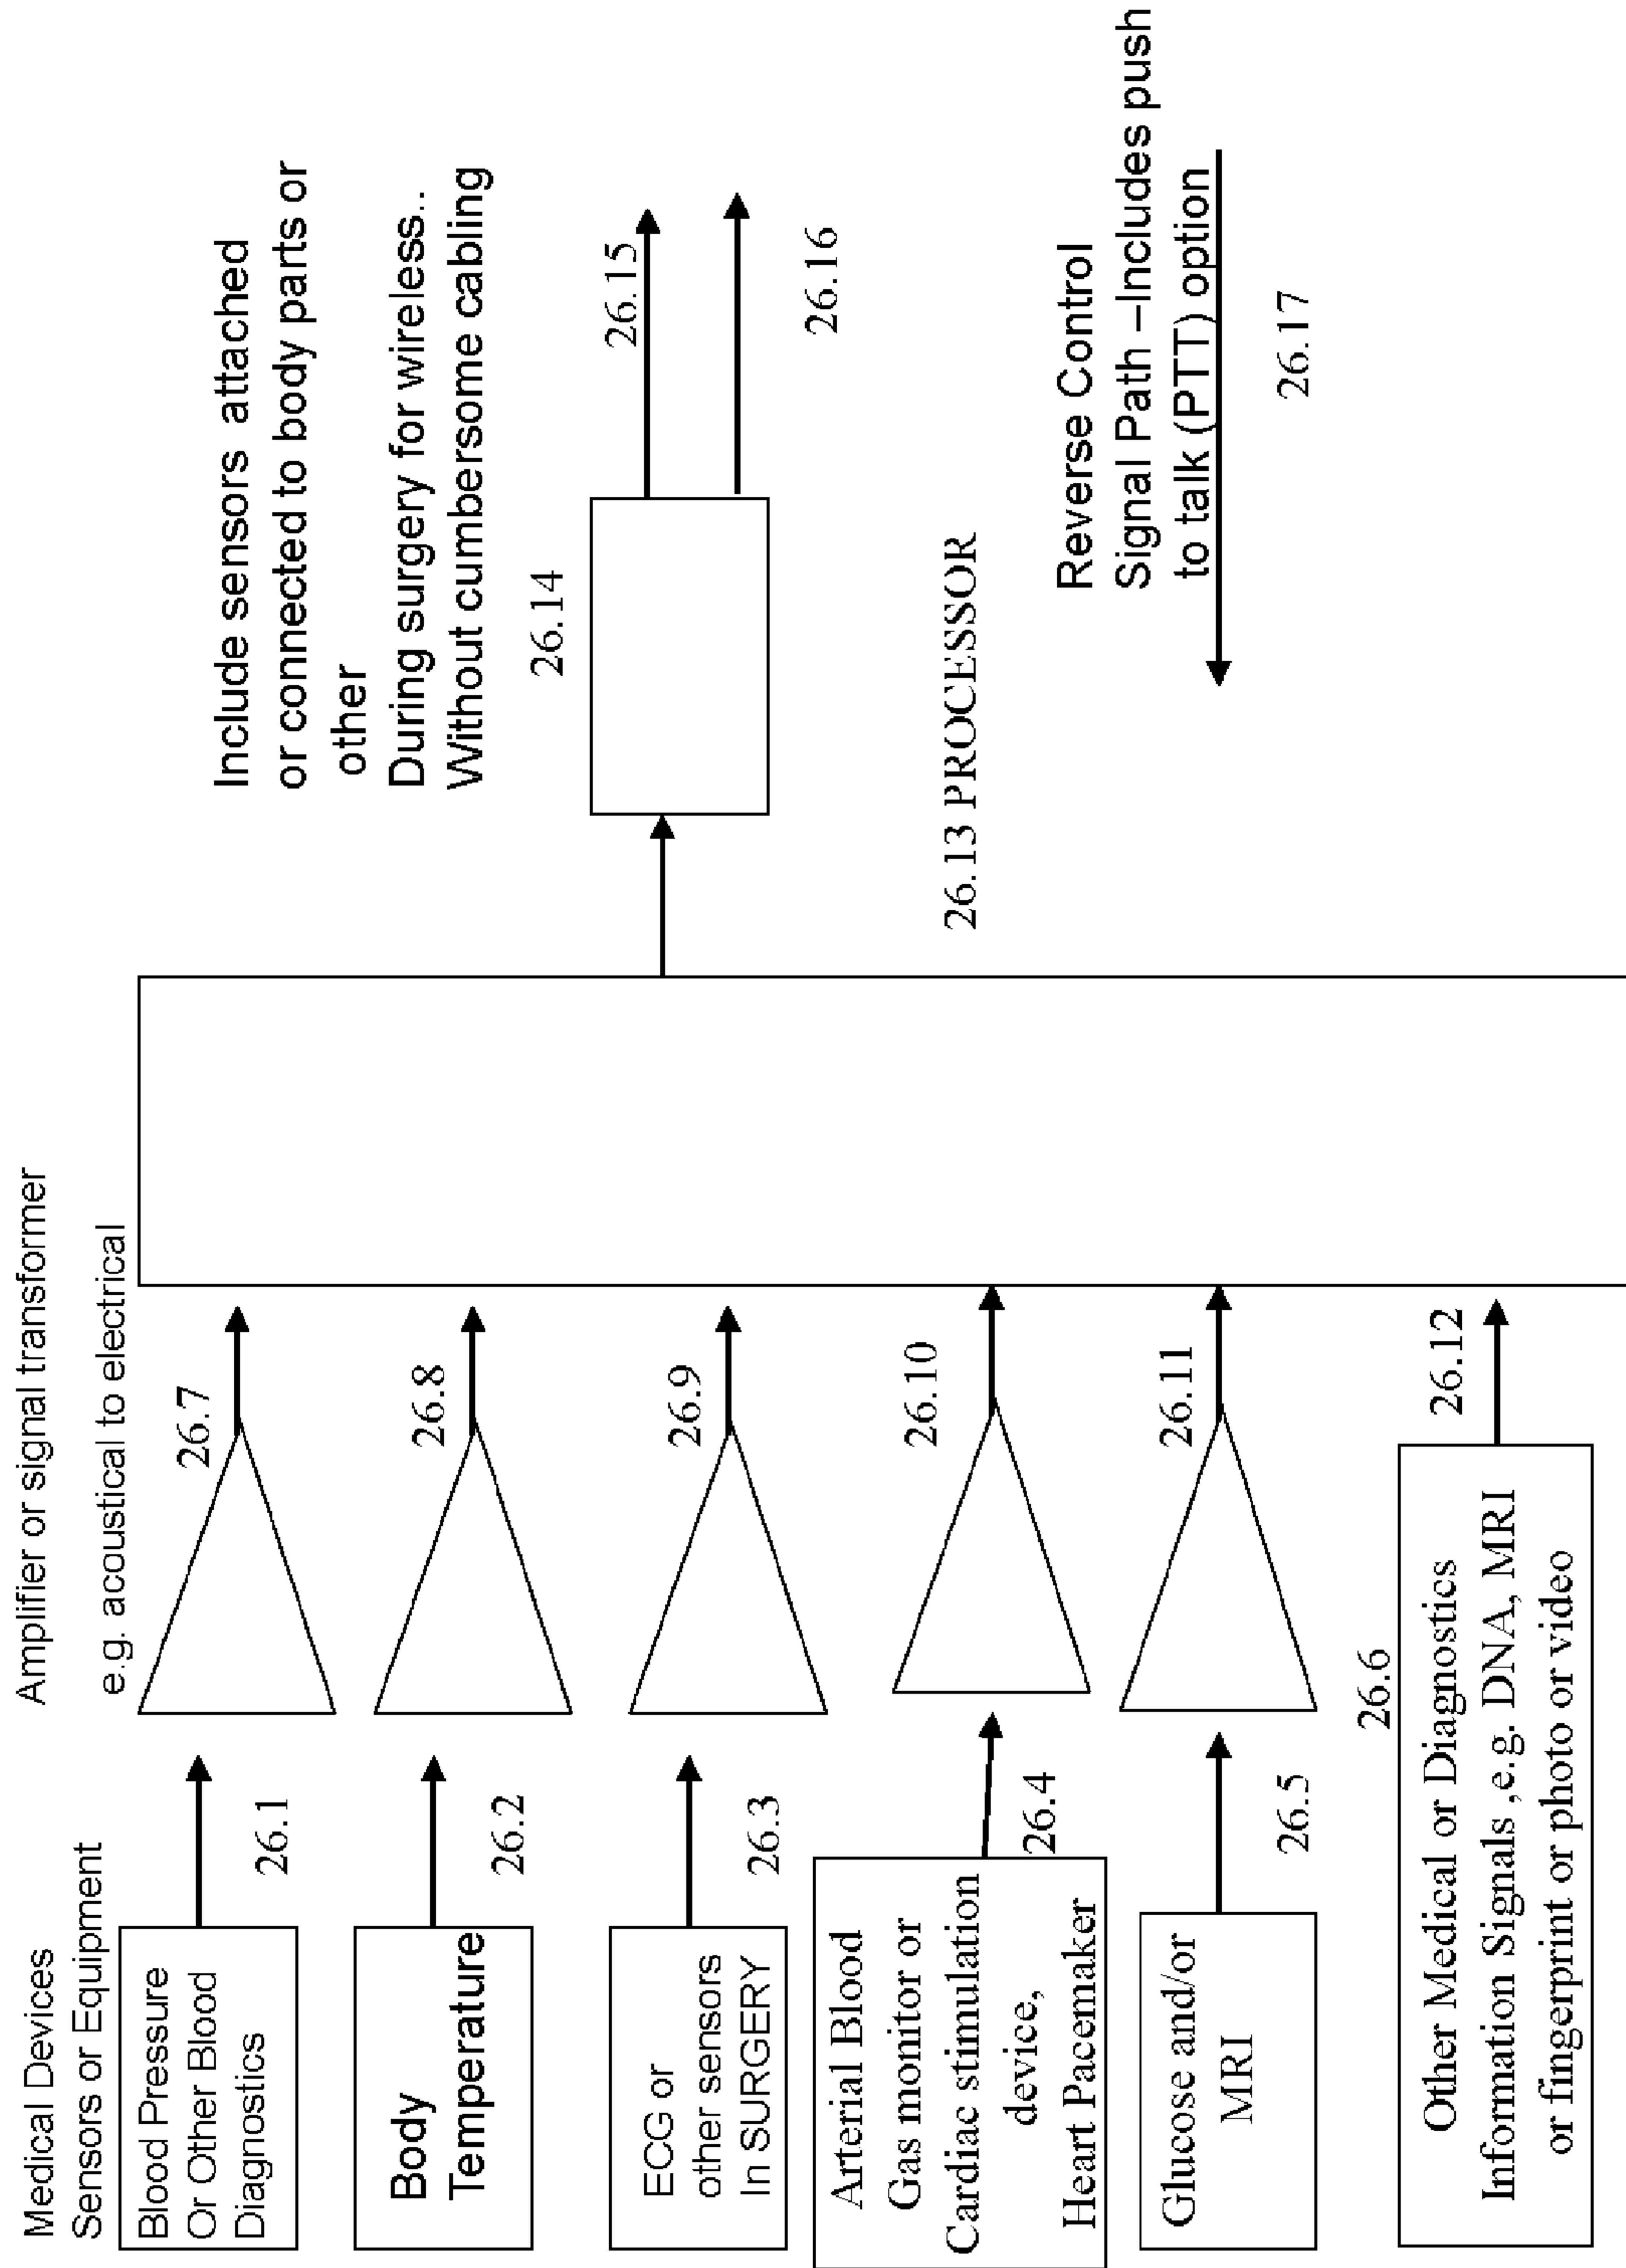 Medical Devices
Sensors or Equipment
Amplifier or signal transformer
e.g. acoustical to electrical
Blood Pressure
Or Other Blood
Diagnostics
26.1
26.7
Body
Temperature
26.2
26.8
ECG or
other sensors
In SURGERY
26.3
26.9
Arterial Blood
Gas monitor or
Cardiac stimulation
device,
Heart Pacemaker
26.4
26.10
Glucose and/or
MRI
26.5
26.11
26.6
Other Medical or Diagnostics
Information Signals ,e.g. DNA, MRI
or fingerprint or photo or video
26.12
26.13 PROCESSOR
Include sensors attached
or connected to body parts or
other
During surgery for wireless..
Without cumbersome cabling
26.14
26.15
26.16
Reverse Control
Signal Path –Includes push
to talk (PTT) option
26.17